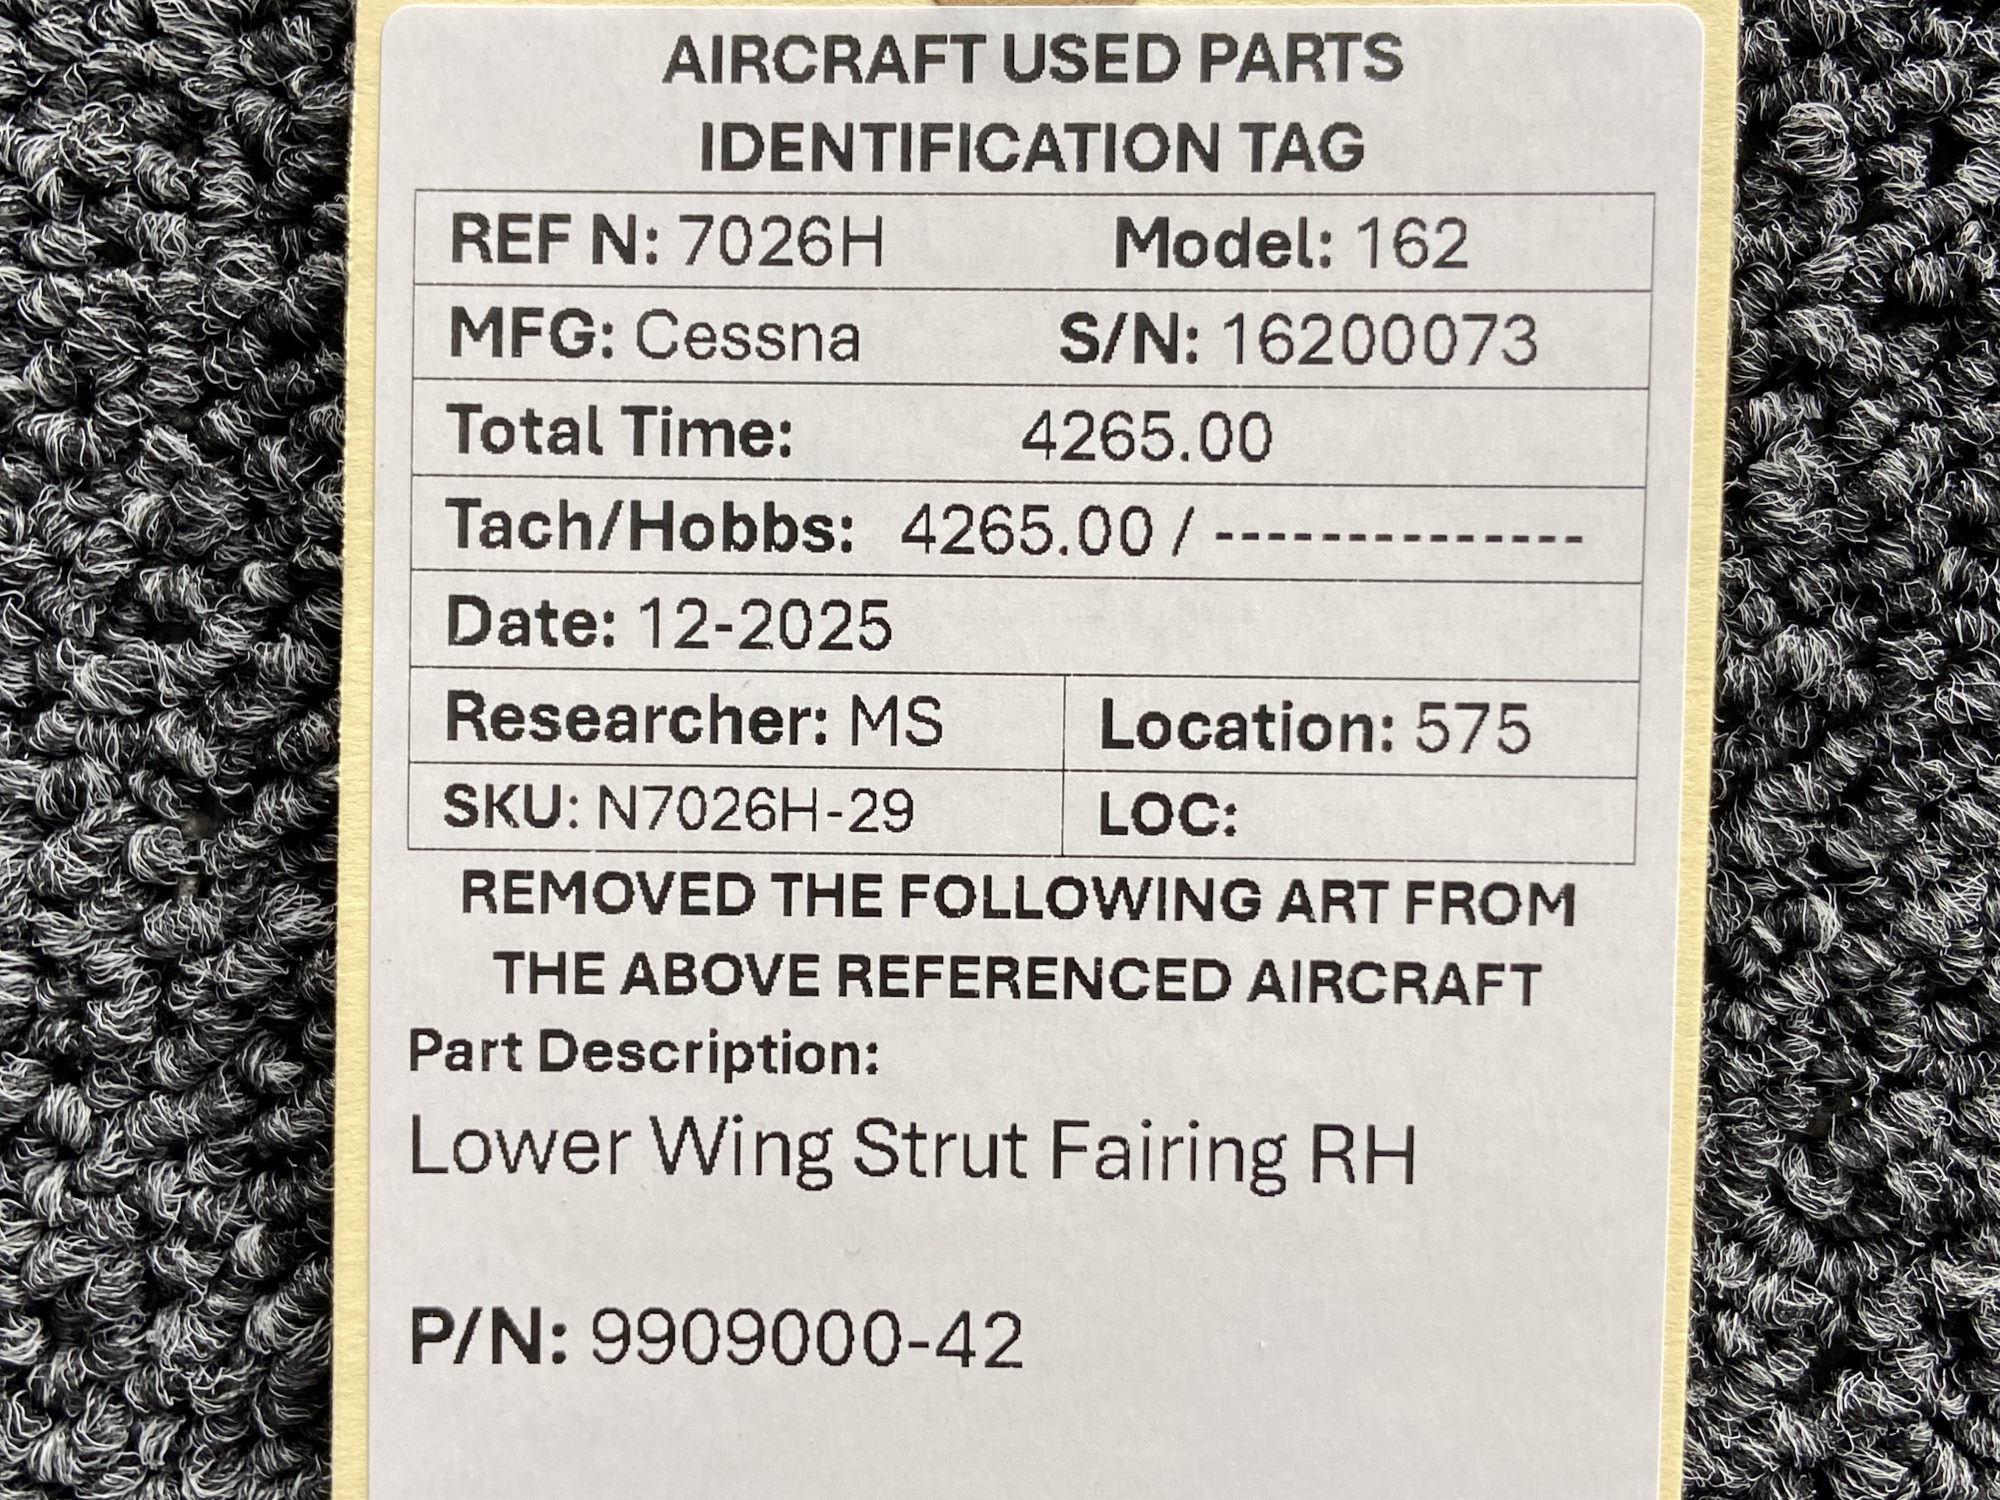 AIRCRAFT USED PARTS
IDENTIFICATION TAG
REF N: 7026H Model: 162
MFG: Cessna S/N: 16200073
Total Time: 4265.00
Tach/Hobbs: 4265.00 / --------------
Date: 12-2025
Researcher: MS Location: 575
SKU: N7026H-29 LOC:
REMOVED THE FOLLOWING ART FROM
THE ABOVE REFERENCED AIRCRAFT
Part Description:
Lower Wing Strut Fairing RH
P/N: 9909000-42